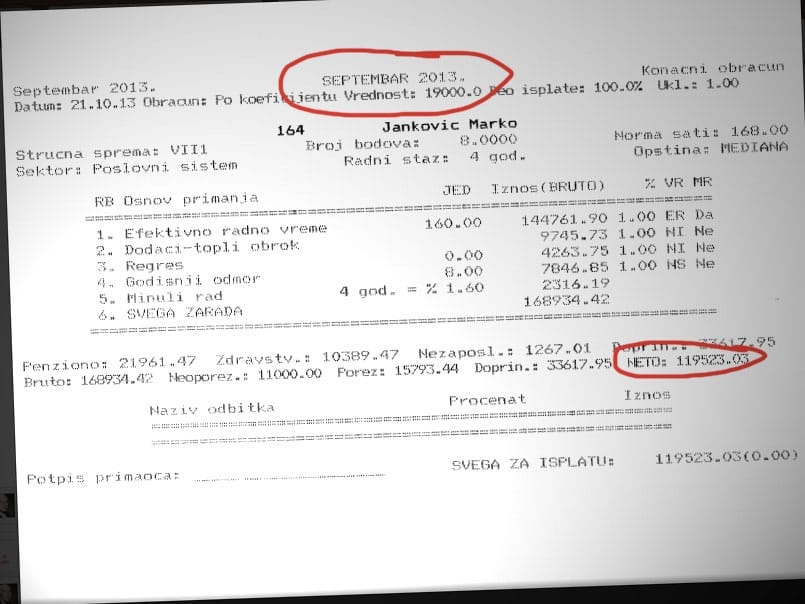 SEPTEMBAR 2013.
Septembar 2013. Konacni obracun
Datum: 21.10.13 Obracun: Po koeficijentu Vrednost: 19000.0 Deo isplate: 100.0% Ukl.: 1.00
164 Jankovic Marko
Strucna sprema: VII1 Broj bodova: 8.0000 Norma sati: 168.00
Sektor: Poslovni sistem Radni staz: 4 god. Opstina: MEDIANA
RB Osnov primanja JED Iznos(BRUTO) % VR MR
1. Efektivno radno vreme 160.00 144761.90 1.00 ER Da
2. Dodaci-topli obrok 9745.73 1.00 NI Ne
3. Regres 0.00 4263.75 1.00 NI Ne
4. Godisnji odmor 8.00 7846.85 1.00 NS Ne
5. Minuli rad 4 god. = % 1.60 2316.19
6. SVEGA ZARADA 168934.42
Penziono: 21961.47 Zdravstv.: 10389.47 Nezaposl.: 1267.01 Doprin.: 33617.95
Bruto: 168934.42 Neoporez.: 11000.00 Porez: 15793.44 Doprin.: 33617.95 NETO: 119523.03
Naziv odbitka Procenat Iznos
Potpis primaoca: SVEGA ZA ISPLATU: 119523.03(0.00)